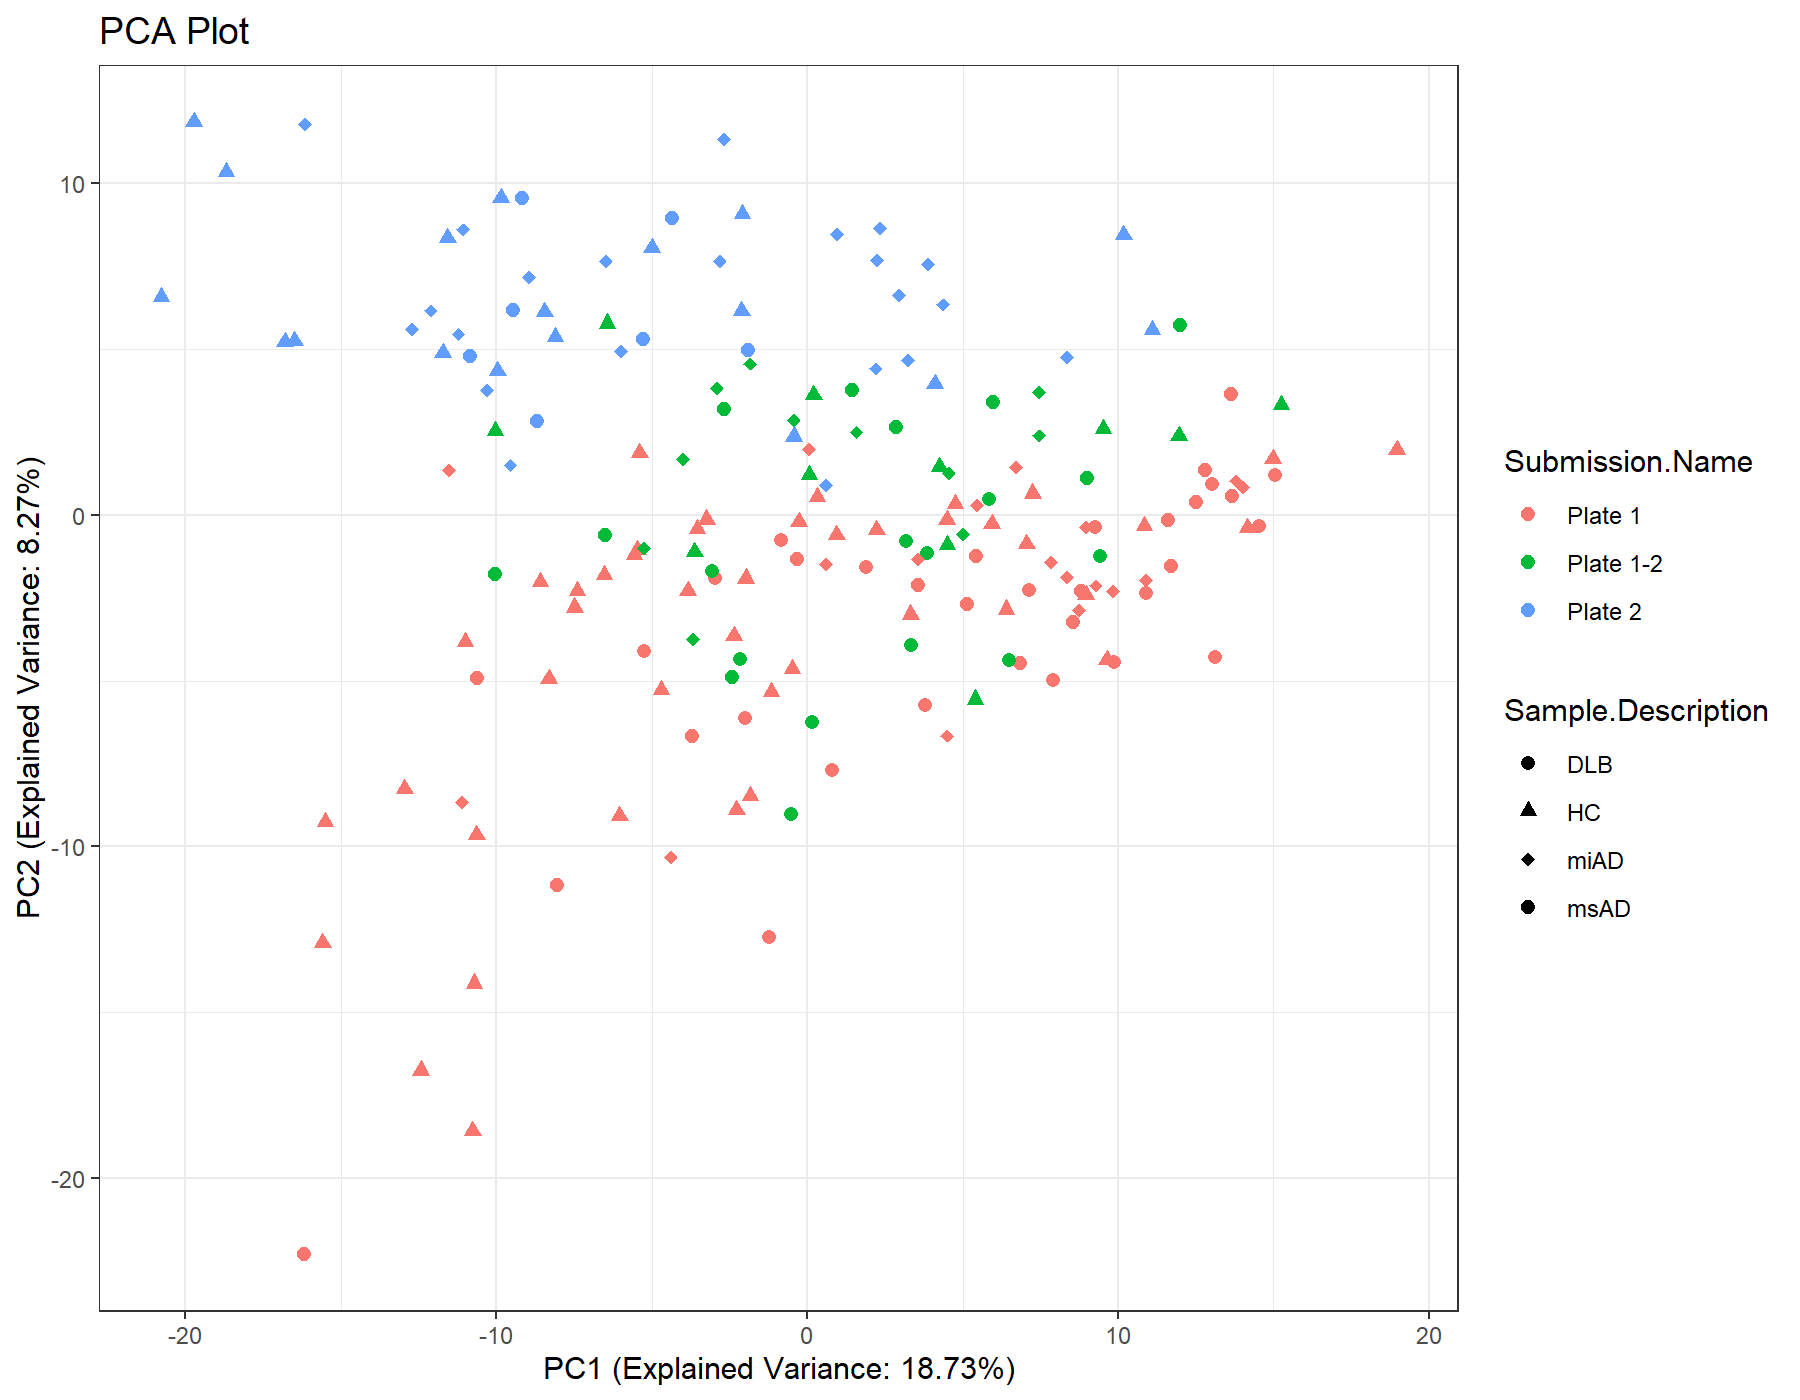 PCA Plot
PC2 (Explained Variance: 8.27%)
10
0
-10
-20
-20
-10
0
10
20
PC1 (Explained Variance: 18.73%)
Submission.Name
Plate 1
Plate 1-2
Plate 2
Sample.Description
DLB
HC
miAD
msAD